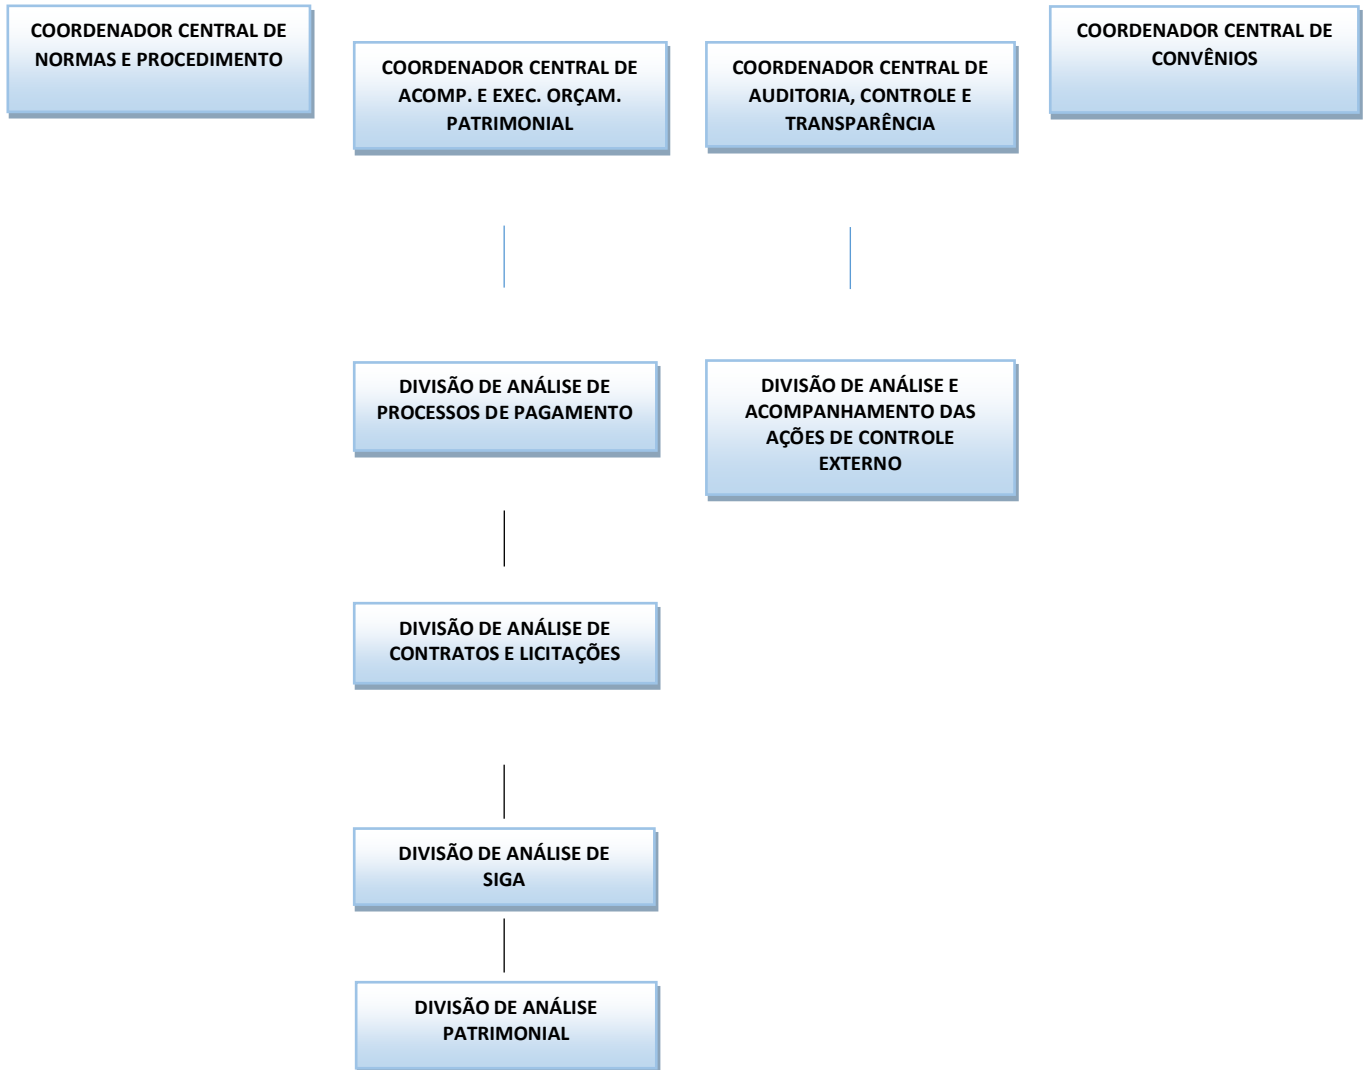 COORDENADOR CENTRAL DE
NORMAS E PROCEDIMENTO
COORDENADOR CENTRAL DE
ACOMP. E EXEC. ORÇAM.
PATRIMONIAL
COORDENADOR CENTRAL DE
AUDITORIA, CONTROLE E
TRANSPARÊNCIA
COORDENADOR CENTRAL DE
CONVÊNIOS
DIVISÃO DE ANÁLISE DE
PROCESSOS DE PAGAMENTO
DIVISÃO DE ANÁLISE E
ACOMPANHAMENTO DAS
AÇÕES DE CONTROLE
EXTERNO
DIVISÃO DE ANÁLISE DE
CONTRATOS E LICITAÇÕES
DIVISÃO DE ANÁLISE DE
SIGA
DIVISÃO DE ANÁLISE
PATRIMONIAL